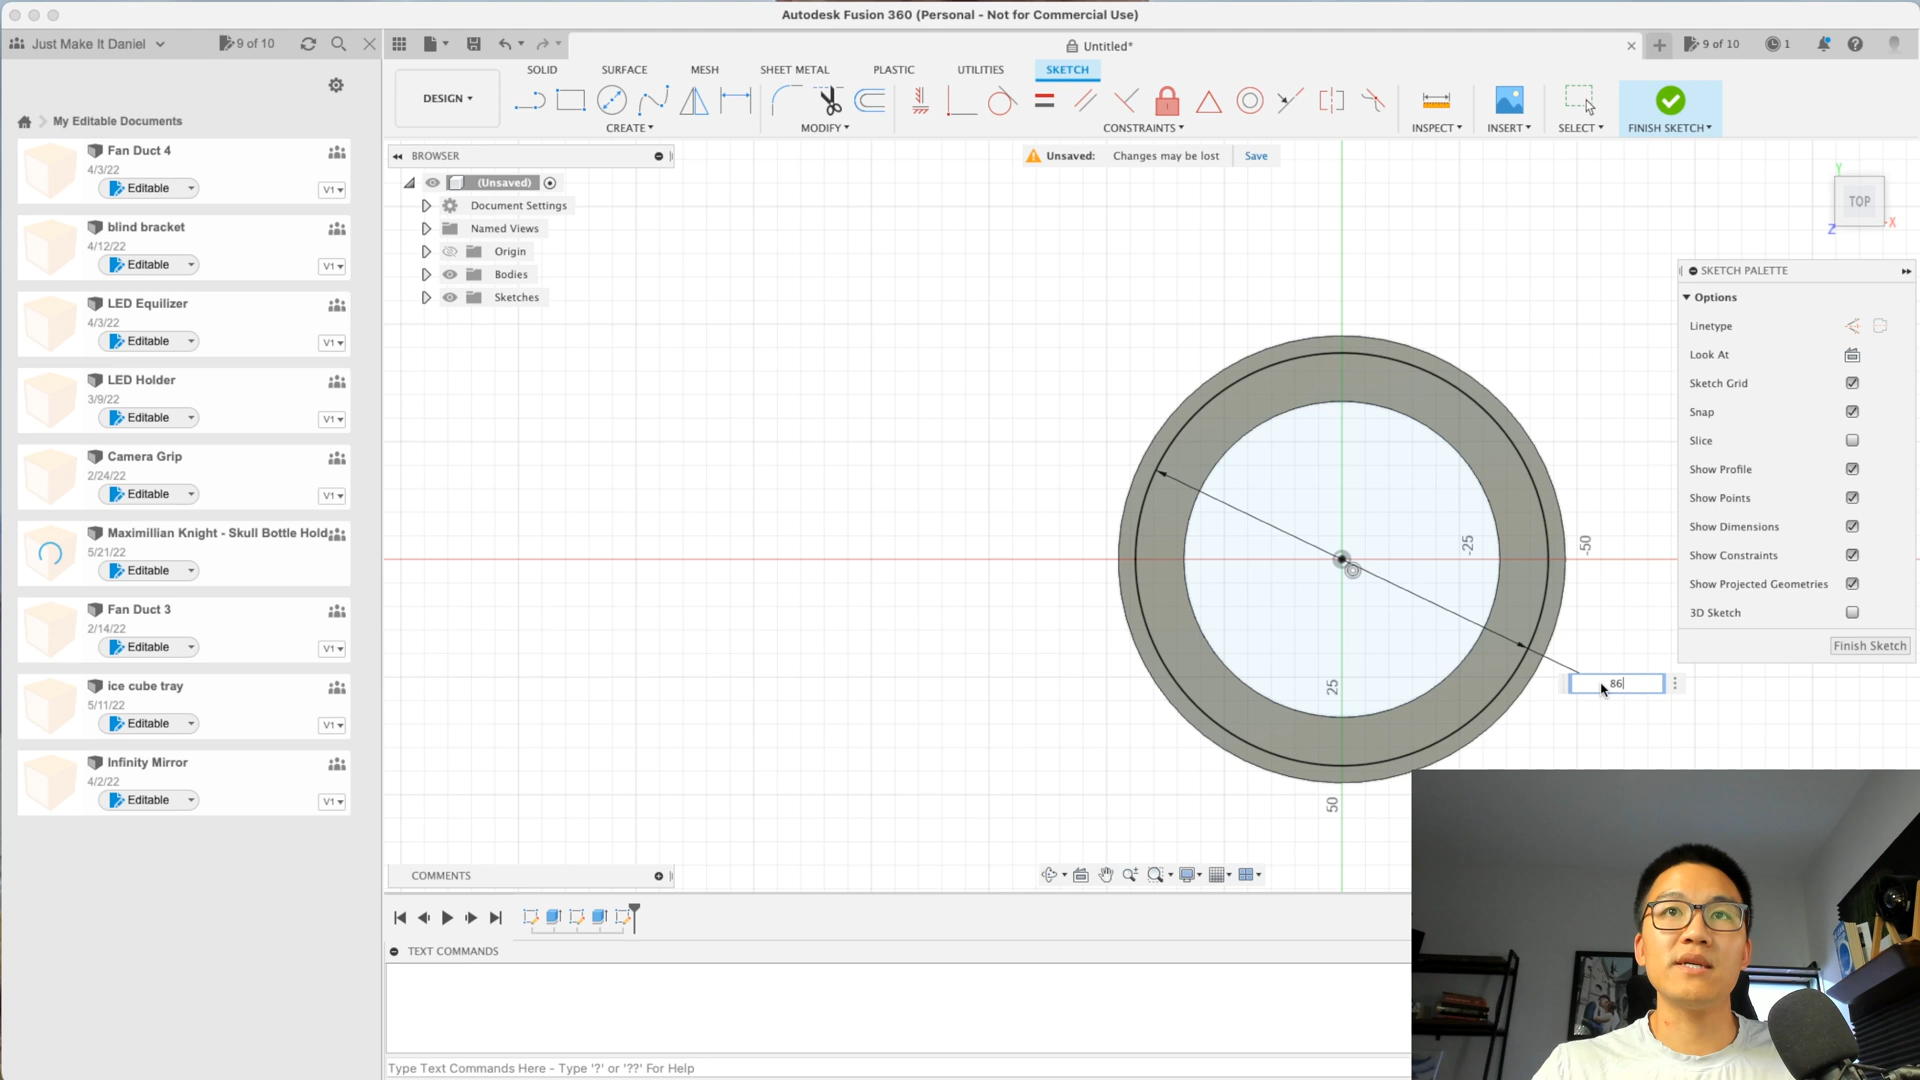 Autodesk Fusion 360 (Personal - Not for Commercial Use)
Just Make It Daniel
9 of 10
Untitled*
9 of 10
1
SOLID
SURFACE
MESH
SHEET METAL
PLASTIC
UTILITIES
SKETCH
DESIGN
CREATE
MODIFY
CONSTRAINTS
INSPECT
INSERT
SELECT
FINISH SKETCH
My Editable Documents
Fan Duct 4
4/3/22
Editable
V1
blind bracket
4/12/22
Editable
V1
LED Equilizer
4/3/22
Editable
V1
LED Holder
3/9/22
Editable
V1
Camera Grip
2/24/22
Editable
V1
Maximillian Knight - Skull Bottle Hold
5/21/22
Editable
Fan Duct 3
2/14/22
Editable
V1
ice cube tray
5/11/22
Editable
V1
Infinity Mirror
4/2/22
Editable
V1
BROWSER
(Unsaved)
Document Settings
Named Views
Origin
Bodies
Sketches
Unsaved: Changes may be lost
Save
Y
TOP
-X
Z
-25
-50
25
50
86
SKETCH PALETTE
Options
Linetype
Look At
Sketch Grid
Snap
Slice
Show Profile
Show Points
Show Dimensions
Show Constraints
Show Projected Geometries
3D Sketch
Finish Sketch
COMMENTS
TEXT COMMANDS
Type Text Commands Here - Type '?' or '??' For Help